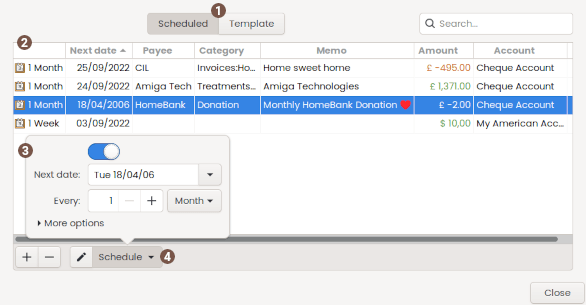 1
Scheduled Template Search...
2
Next date Payee Category Memo Amount Account
1 Month 25/09/2022 CIL Invoices:Ho... Home sweet home £ -495.00 Cheque Account
1 Month 24/09/2022 Amiga Tech Treatments... Amiga Technologies £ 1,371.00 Cheque Account
1 Month 18/04/2006 HomeBank Donation Monthly HomeBank Donation ❤ £ -2.00 Cheque Account
1 Week 03/09/2022 $ 10,00 My American Acc...
3
Next date: Tue 18/04/06
Every: 1 − + Month
More options
+ − Schedule 4
Close